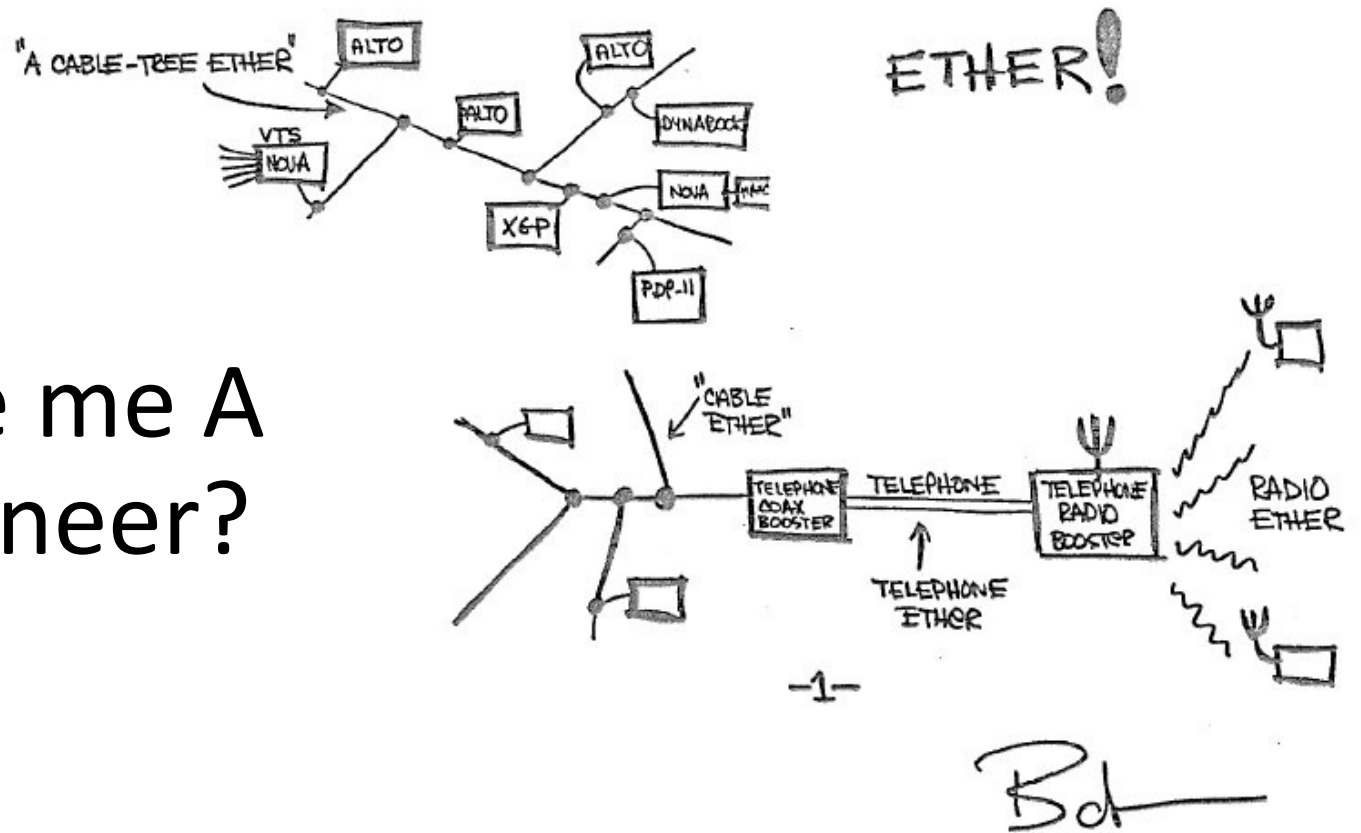 "A CABLE-TREE ETHER"
ALTO
ALTO
ETHER!
ALTO
DYNABOOK
VTS
NOVA
NOVA
XGP
PDP-11
e me A
neer?
"CABLE
ETHER"
TELEPHONE
COAX
BOOSTER
TELEPHONE
TELEPHONE
RADIO
BOOSTER
RADIO
ETHER
TELEPHONE
ETHER
-1-